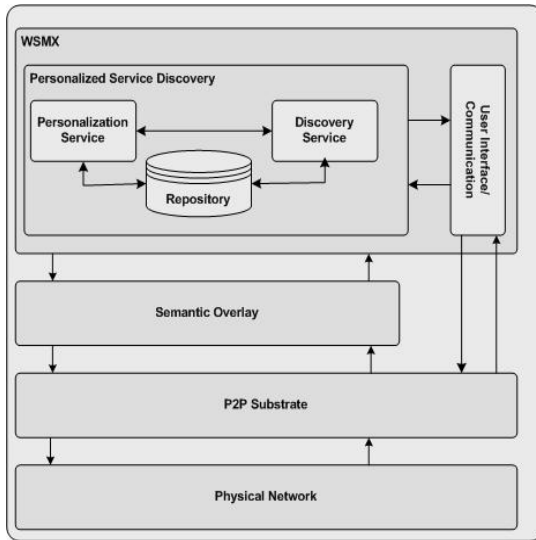 WSMX
Personalized Service Discovery
Personalization
Service
Discovery
Service
Repository
User Interface/
Communication
Semantic Overlay
P2P Substrate
Physical Network